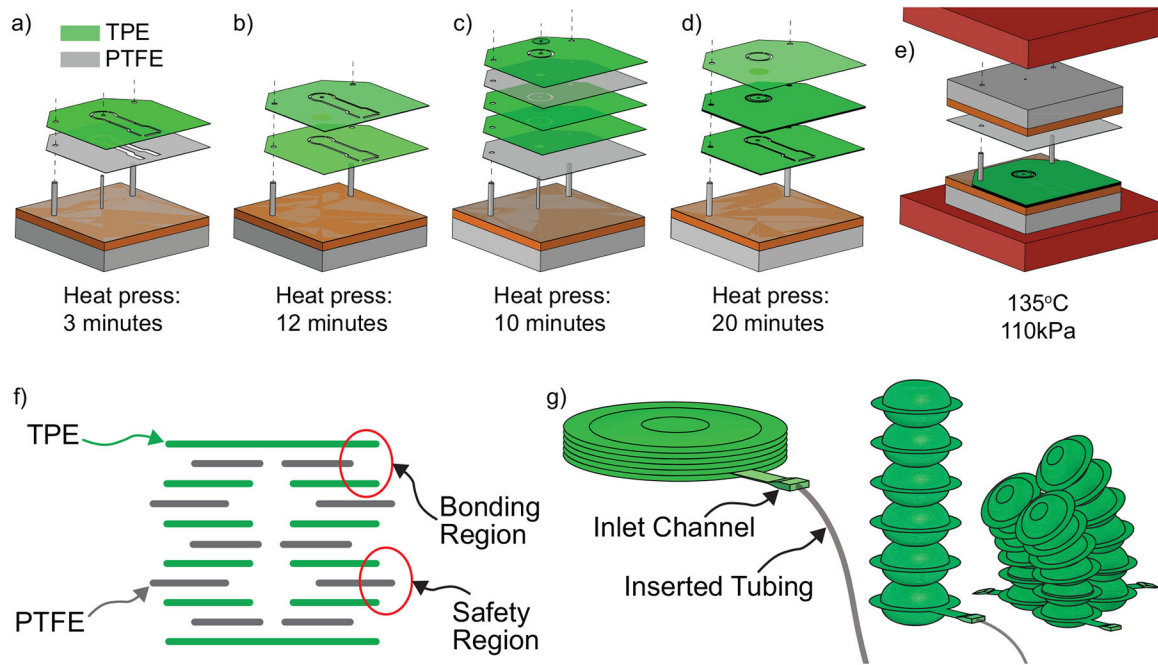 a)
TPE
PTFE
b)
c)
d)
e)
Heat press:
3 minutes
Heat press:
12 minutes
Heat press:
10 minutes
Heat press:
20 minutes
135ºC
110kPa
f)
TPE
Bonding
Region
PTFE
Safety
Region
g)
Inlet Channel
Inserted Tubing